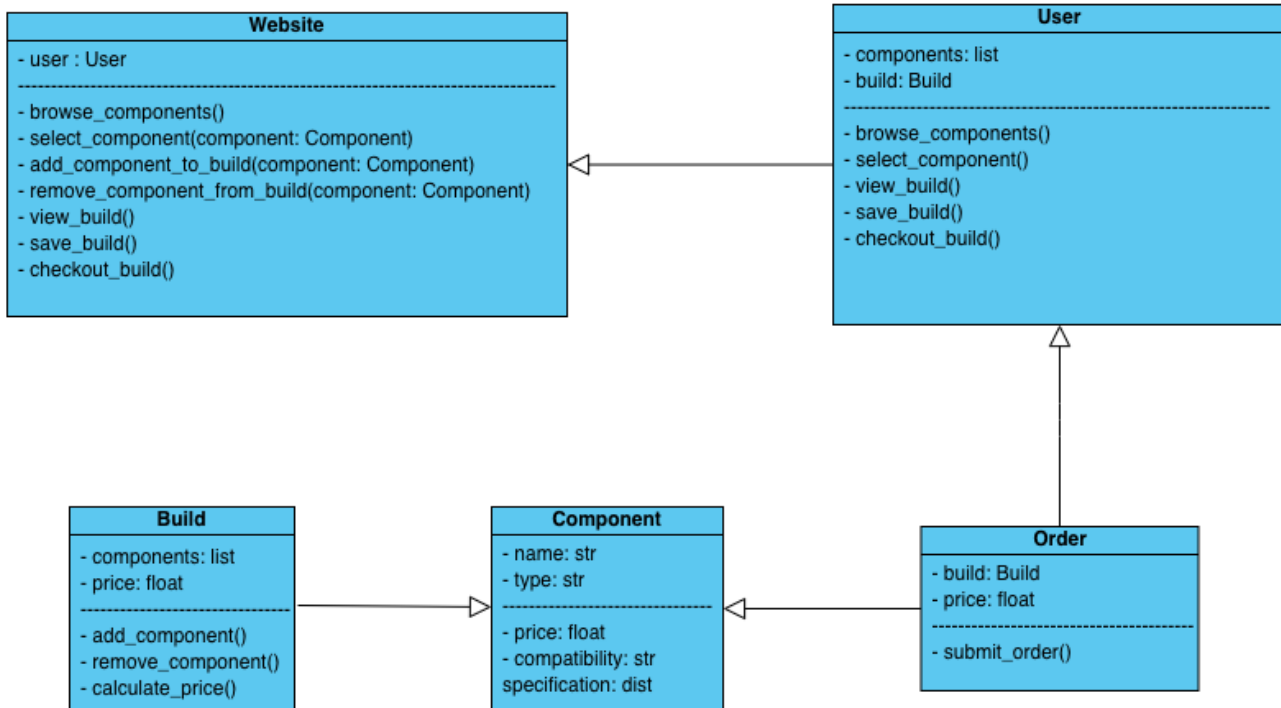 Website
- user : User
- browse_components()
- select_component(component: Component)
- add_component_to_build(component: Component)
- remove_component_from_build(component: Component)
- view_build()
- save_build()
- checkout_build()
User
- components: list
- build: Build
- browse_components()
- select_component()
- view_build()
- save_build()
- checkout_build()
Build
- components: list
- price: float
- add_component()
- remove_component()
- calculate_price()
Component
- name: str
- type: str
- price: float
- compatibility: str
specification: dist
Order
- build: Build
- price: float
- submit_order()